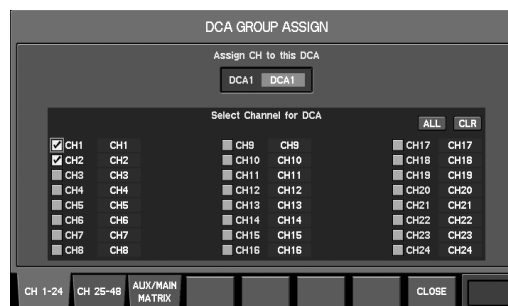 DCA GROUP ASSIGN
Assign CH to this DCA
DCA1 DCA1
Select Channel for DCA
ALL CLR
CH1 CH1 CH9 CH9 CH17 CH17
CH2 CH2 CH10 CH10 CH18 CH18
CH3 CH3 CH11 CH11 CH19 CH19
CH4 CH4 CH12 CH12 CH20 CH20
CH5 CH5 CH13 CH13 CH21 CH21
CH6 CH6 CH14 CH14 CH22 CH22
CH7 CH7 CH15 CH15 CH23 CH23
CH8 CH8 CH16 CH16 CH24 CH24
CH 1-24 CH 25-48 AUX/MAIN MATRIX CLOSE